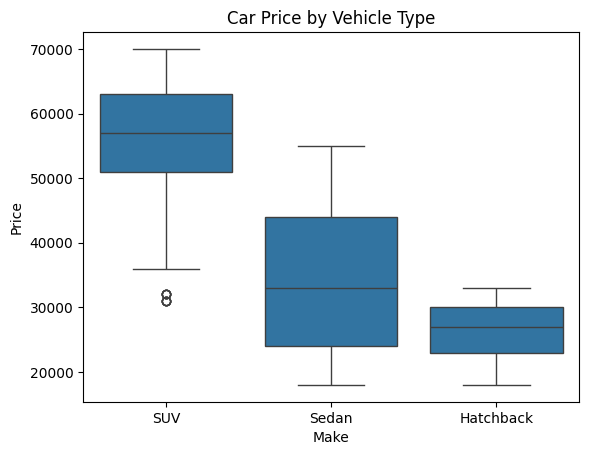 Car Price by Vehicle Type
70000
60000
50000
40000
30000
20000
Price
SUV
Sedan
Hatchback
Make